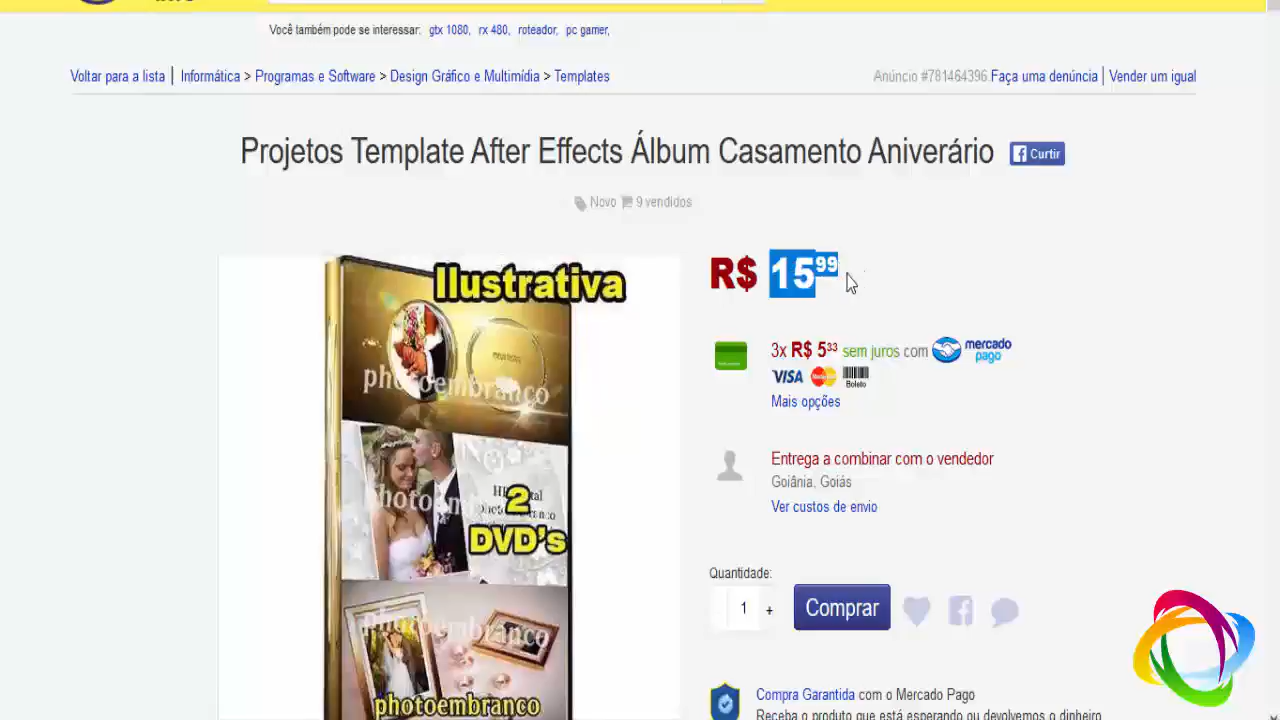 Você também pode se interessar: gtx 1080, rx 480, roteador, pc gamer,
Voltar para a lista | Informática > Programas e Software > Design Gráfico e Multimídia > Templates
Anúncio #781464396 Faça uma denúncia | Vender um igual
Projetos Template After Effects Álbum Casamento Aniverário
Curtir
Novo 9 vendidos
Ilustrativa
photoembranco
2
DVD's
photoembranco
photoembranco
R$ 15 99
3x R$ 5 33 sem juros com mercado pago
VISA MasterCard Boleto
Mais opções
Entrega a combinar com o vendedor
Goiânia, Goiás
Ver custos de envio
Quantidade:
1 +
Comprar
Compra Garantida com o Mercado Pago
Receba o produto que está esperando ou devolvemos o dinheiro